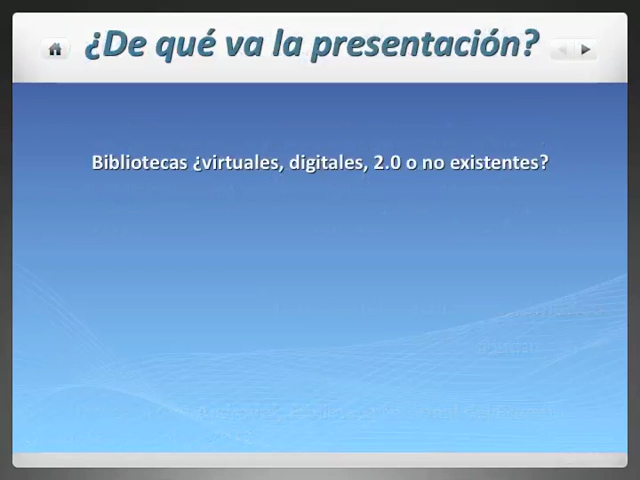 ¿De qué va la presentación?
Bibliotecas ¿virtuales, digitales, 2.0 o no existentes?